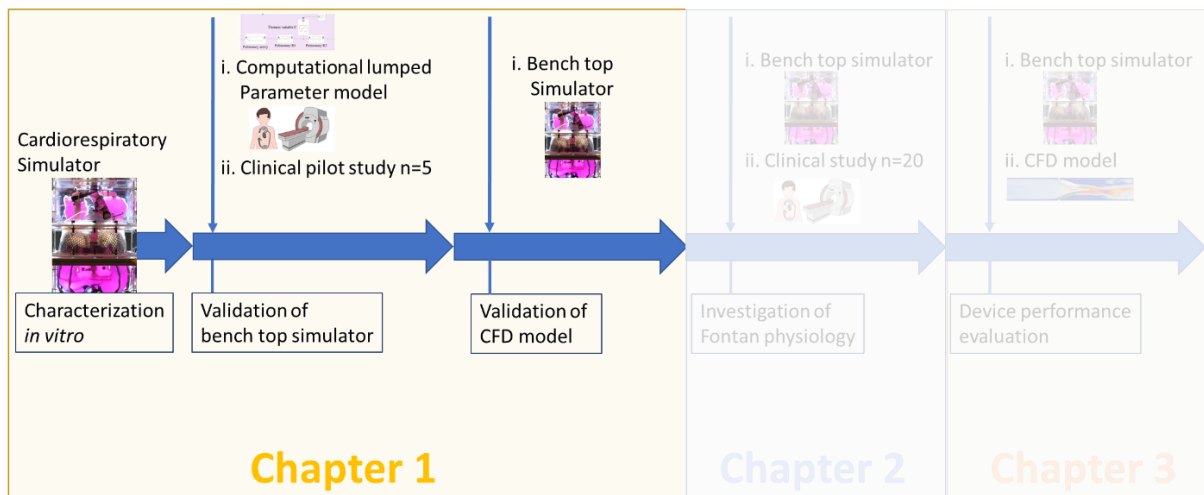 Cardiorespiratory
Simulator
Characterization
in vitro
i. Computational lumped
Parameter model
ii. Clinical pilot study n=5
Validation of
bench top simulator
i. Bench top
Simulator
Validation of
CFD model
Chapter 1
i. Bench top simulator
ii. Clinical study n=20
Investigation of
Fontan physiology
Chapter 2
i. Bench top simulator
ii. CFD model
Device performance
evaluation
Chapter 3